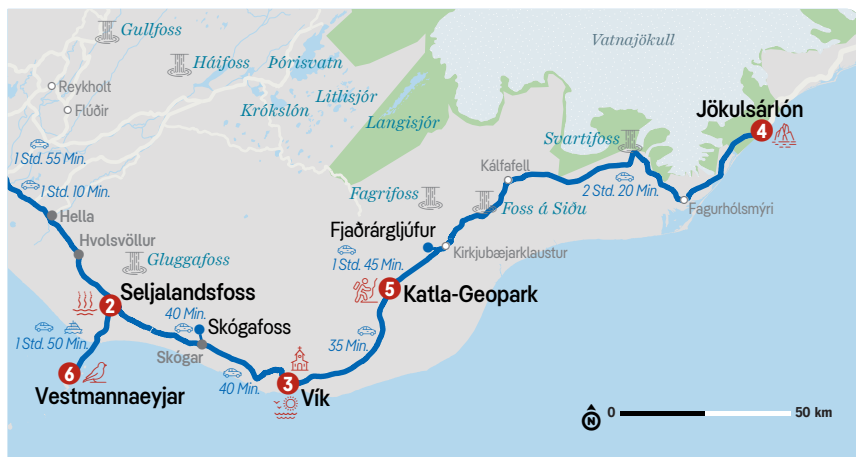 Gullfoss
Vatnajökull
Háifoss
Þórisvatn
Reykholt
Litlisjór
Flúðir
Krókslón
Langisjór
Jökulsárlón
4
Svartifoss
1 Std. 55 Min.
Kálfafell
2 Std. 20 Min.
1 Std. 10 Min.
Fagrifoss
Foss á Siðu
Fagurhólsmýri
Hella
Fjaðrárgljúfur
Hvolsvöllur
Kirkjubæjarklaustur
Gluggafoss
1 Std. 45 Min.
Seljalandsfoss
2
5
Katla-Geopark
40 Min.
Skógafoss
1 Std. 50 Min.
Skógar
35 Min.
6
3
Vestmannaeyjar
40 Min.
Vík
N
0
50 km